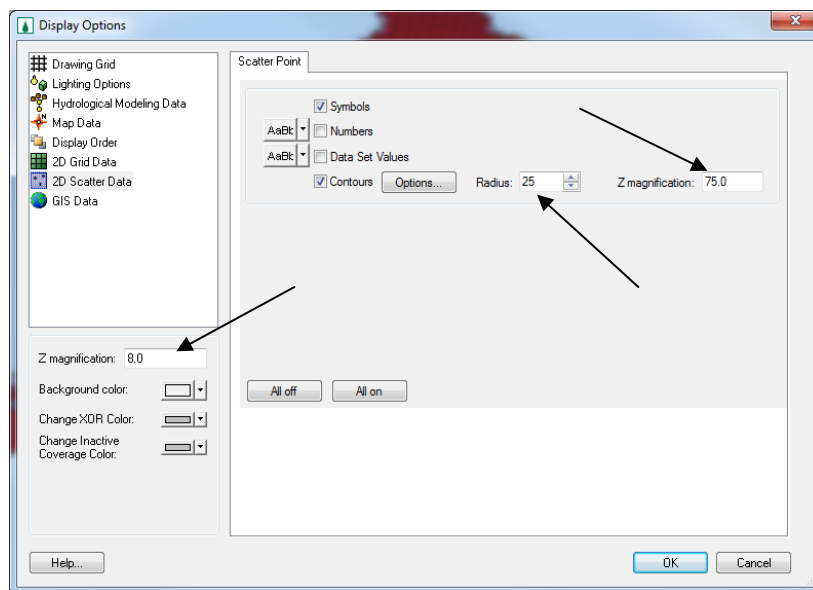 Display Options
Drawing Grid
Lighting Options
Hydrological Modeling Data
Map Data
Display Order
2D Grid Data
2D Scatter Data
GIS Data
Scatter Point
Symbols
AaBb Numbers
AaBb Data Set Values
Contours Options... Radius: 25 Z magnification: 75.0
Z magnification: 8.0
Background color:
Change XOR Color:
Change Inactive
Coverage Color:
All off All on
Help... OK Cancel